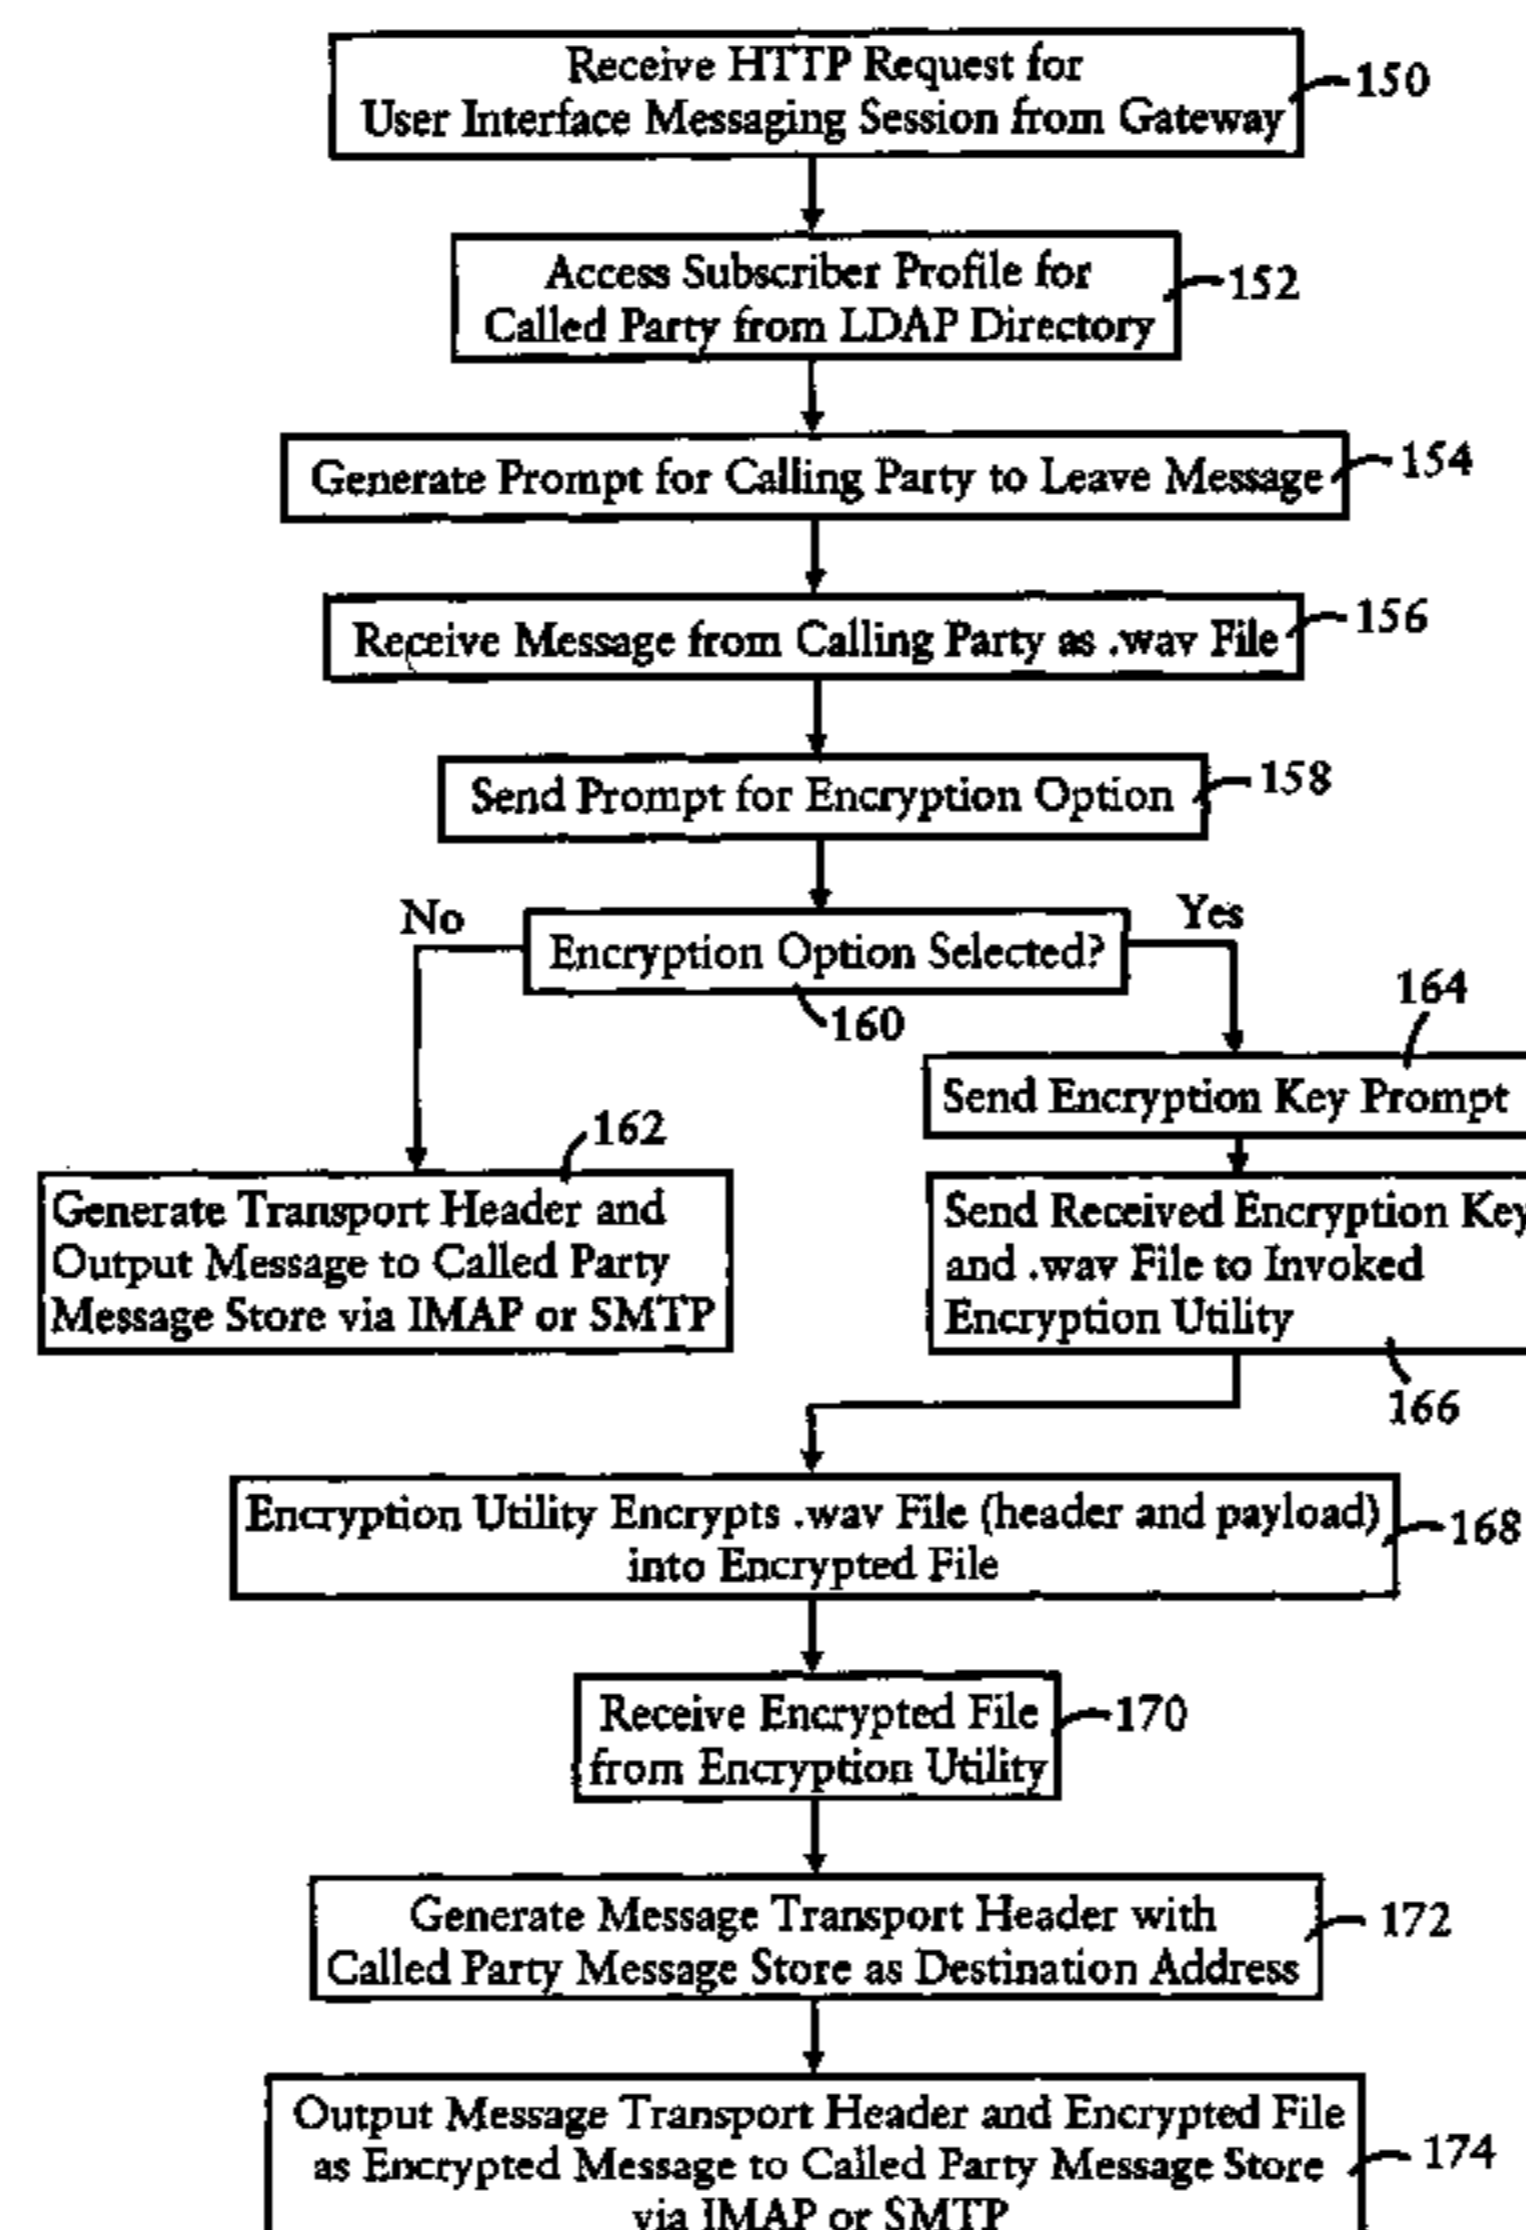 Receive HTTP Request for
User Interface Messaging Session from Gateway
150
Access Subscriber Profile for
Called Party from LDAP Directory
152
Generate Prompt for Calling Party to Leave Message
154
Receive Message from Calling Party as .wav File
156
Send Prompt for Encryption Option
158
No
Yes
Encryption Option Selected?
160
164
Send Encryption Key Prompt
162
Generate Transport Header and
Output Message to Called Party
Message Store via IMAP or SMTP
Send Received Encryption Key
and .wav File to Invoked
Encryption Utility
166
Encryption Utility Encrypts .wav File (header and payload)
into Encrypted File
168
Receive Encrypted File
from Encryption Utility
170
Generate Message Transport Header with
Called Party Message Store as Destination Address
172
Output Message Transport Header and Encrypted File
as Encrypted Message to Called Party Message Store
via IMAP or SMTP
174